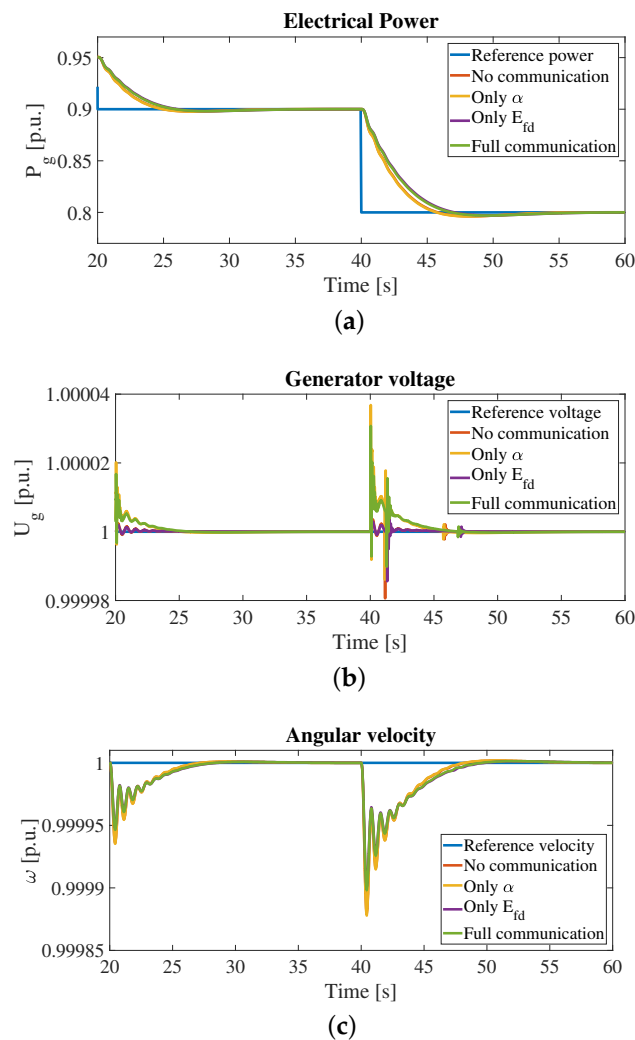 Electrical Power
0.95
0.9
0.85
0.8
P_g [p.u.]
Reference power
No communication
Only α
Only E_fd
Full communication
20 25 30 35 40 45 50 55 60
Time [s]
(a)
Generator voltage
1.00004
1.00002
1
0.99998
U_g [p.u.]
Reference voltage
No communication
Only α
Only E_fd
Full communication
20 25 30 35 40 45 50 55 60
Time [s]
(b)
Angular velocity
1
0.99995
0.9999
0.99985
ω [p.u.]
Reference velocity
No communication
Only α
Only E_fd
Full communication
20 25 30 35 40 45 50 55 60
Time [s]
(c)